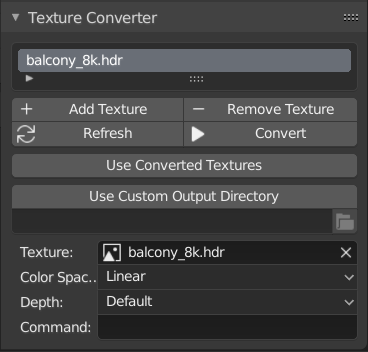 Texture Converter
balcony_8k.hdr
Add Texture Remove Texture
Refresh Convert
Use Converted Textures
Use Custom Output Directory
Texture: balcony_8k.hdr
Color Spac.. Linear
Depth: Default
Command: